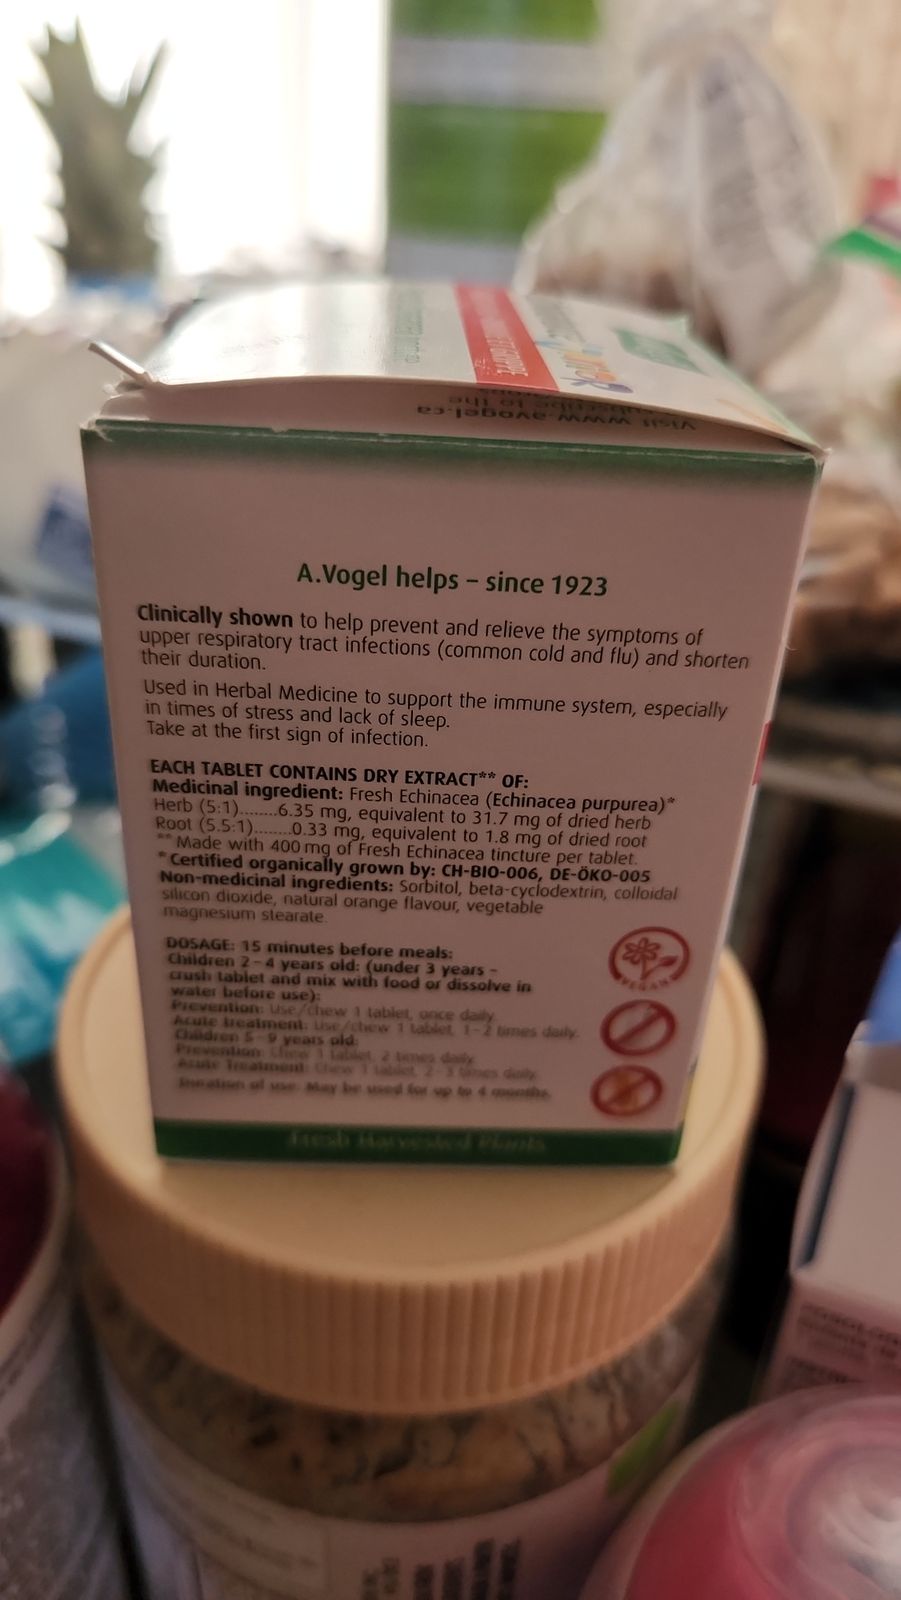 visit www.avogel.ca
subscribe to the
A.Vogel helps – since 1923
Clinically shown to help prevent and relieve the symptoms of
upper respiratory tract infections (common cold and flu) and shorten
their duration.
Used in Herbal Medicine to support the immune system, especially
in times of stress and lack of sleep.
Take at the first sign of infection.
EACH TABLET CONTAINS DRY EXTRACT** OF:
Medicinal ingredient: Fresh Echinacea (Echinacea purpurea)*
Herb (5:1)........6.35 mg, equivalent to 31.7 mg of dried herb
Root (5.5:1).......0.33 mg, equivalent to 1.8 mg of dried root
**Made with 400 mg of Fresh Echinacea tincture per tablet.
*Certified organically grown by: CH-BIO-006, DE-ÖKO-005
Non-medicinal ingredients: Sorbitol, beta-cyclodextrin, colloidal
silicon dioxide, natural orange flavour, vegetable
magnesium stearate.
DOSAGE: 15 minutes before meals:
Children 2–4 years old: (under 3 years –
crush tablet and mix with food or dissolve in
water before use):
Prevention: Use/chew 1 tablet, once daily.
Acute treatment: Use/chew 1 tablet, 1–2 times daily.
Children 5–9 years old:
Prevention: Chew 1 tablet, 2 times daily.
Acute Treatment: Chew 1 tablet, 2–3 times daily.
Duration of use: May be used for up to 4 months.
VEGAN
Fresh Harvested Plants